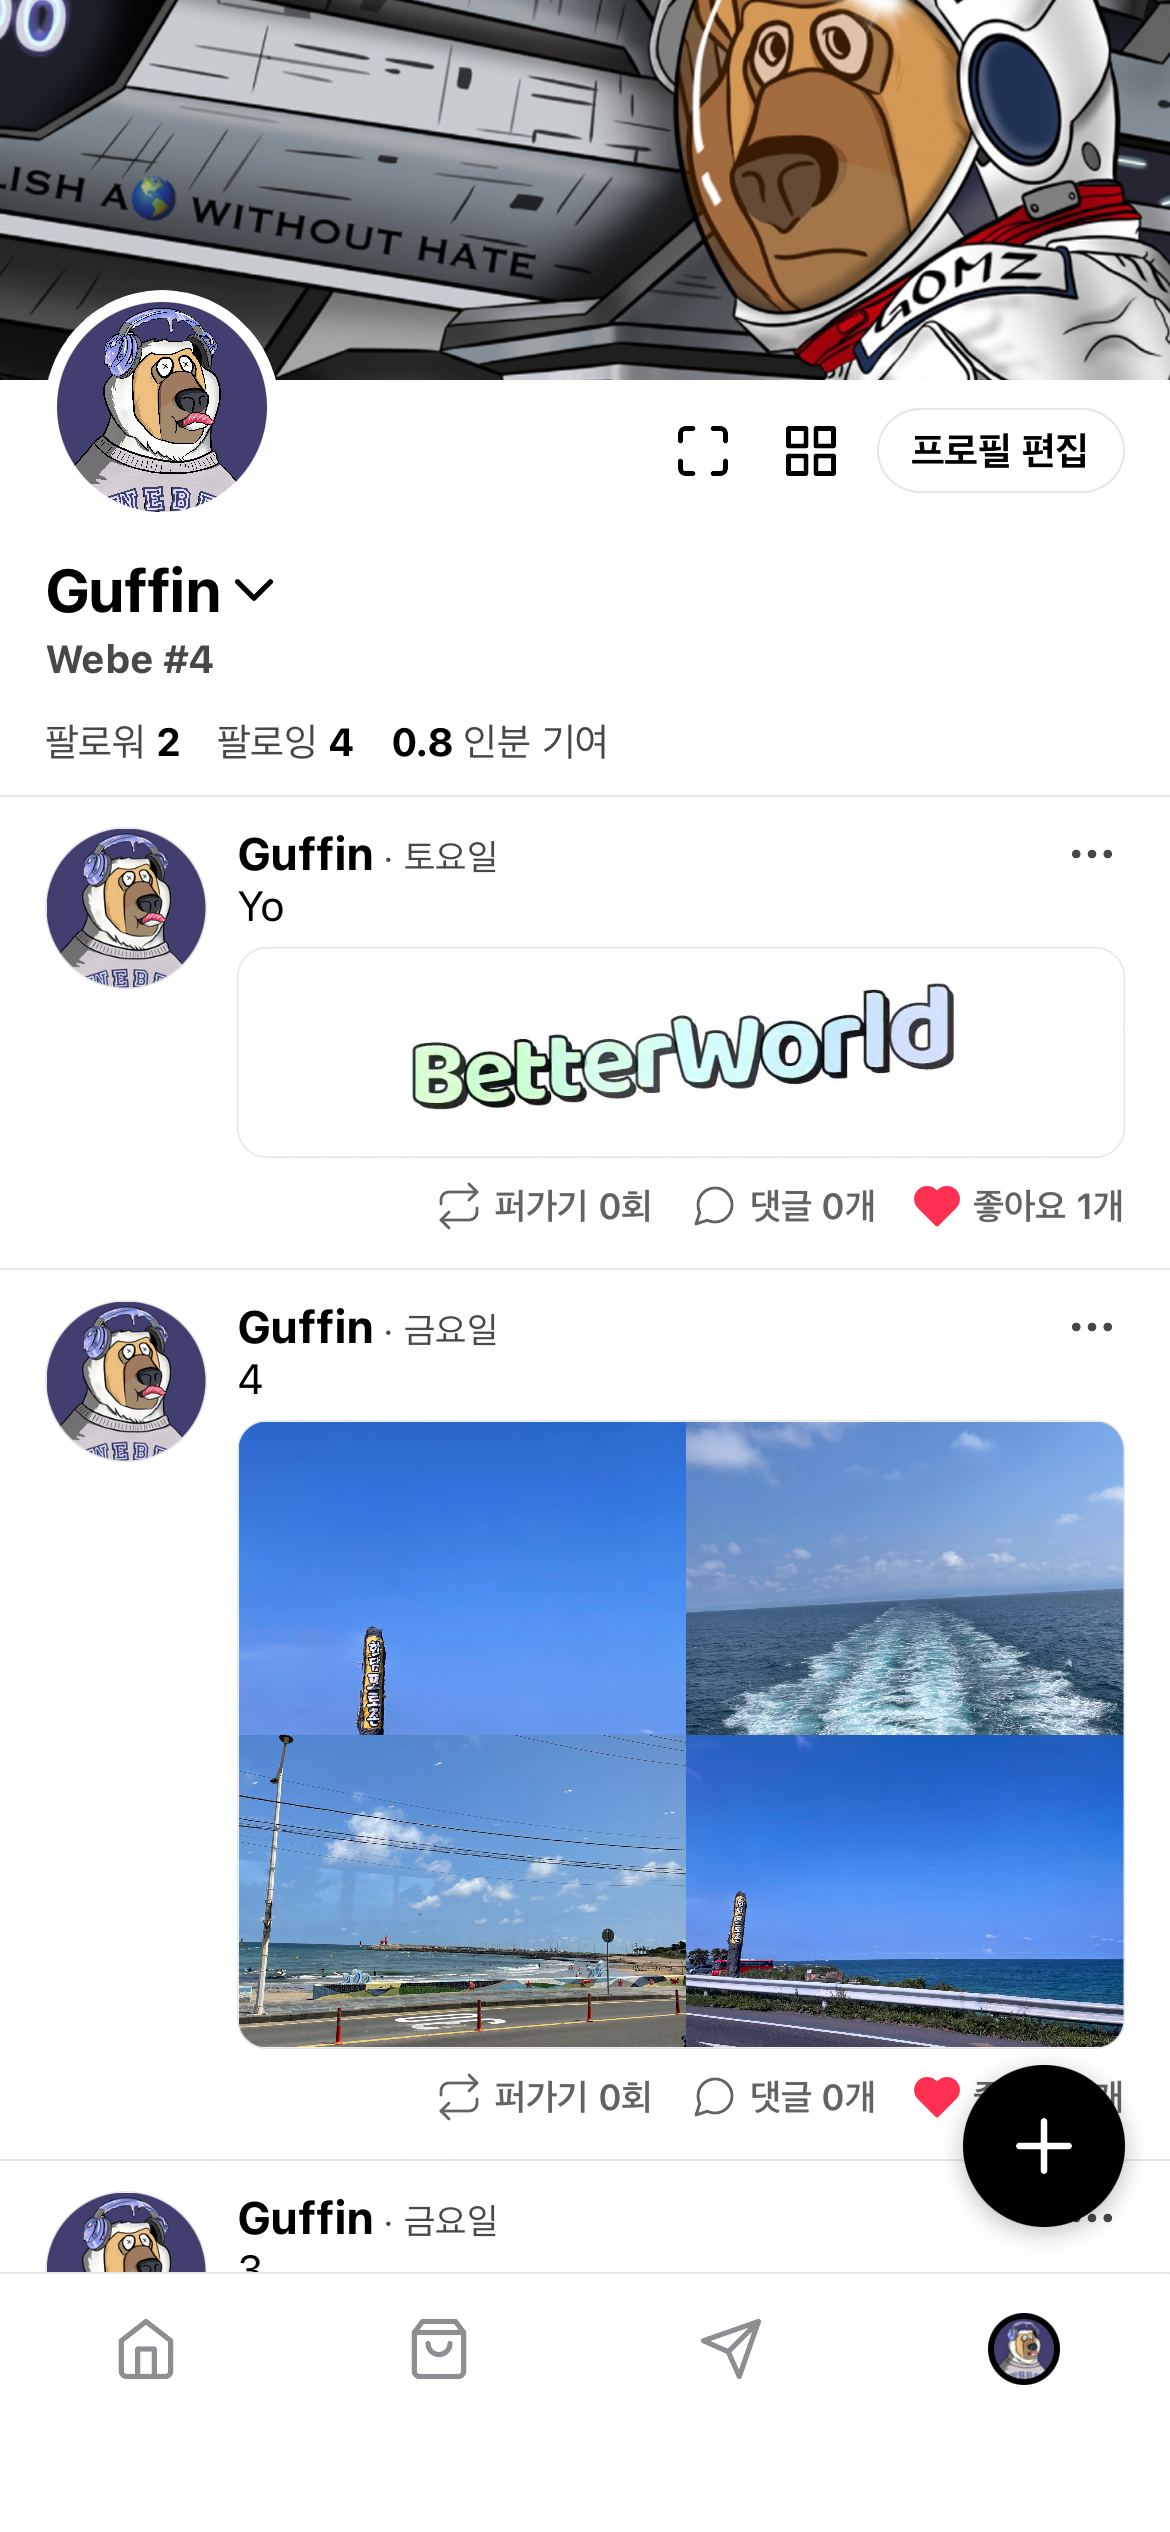 LISH A🌎 WITHOUT HATE
GOMZ
WEBE
프로필 편집
Guffin
Webe #4
팔로워 2 팔로잉 4 0.8 인분 기여
Guffin · 토요일
Yo
BetterWorld
퍼가기 0회 댓글 0개 좋아요 1개
Guffin · 금요일
4
퍼가기 0회 댓글 0개
Guffin · 금요일
3